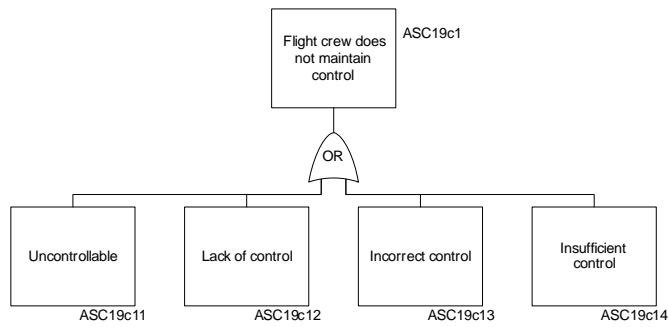 Flight crew does
not maintain
control
ASC19c1
OR
Uncontrollable
Lack of control
Incorrect control
Insufficient
control
ASC19c11
ASC19c12
ASC19c13
ASC19c14